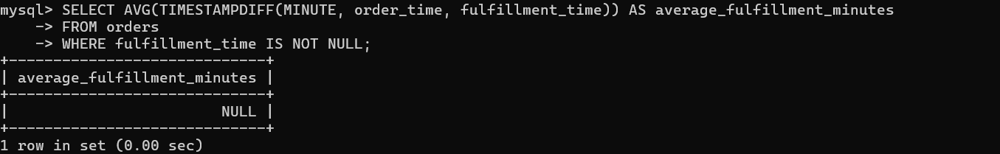 mysql> SELECT AVG(TIMESTAMPDIFF(MINUTE, order_time, fulfillment_time)) AS average_fulfillment_minutes
    -> FROM orders
    -> WHERE fulfillment_time IS NOT NULL;
+-----------------------------+
| average_fulfillment_minutes |
+-----------------------------+
|                        NULL |
+-----------------------------+
1 row in set (0.00 sec)